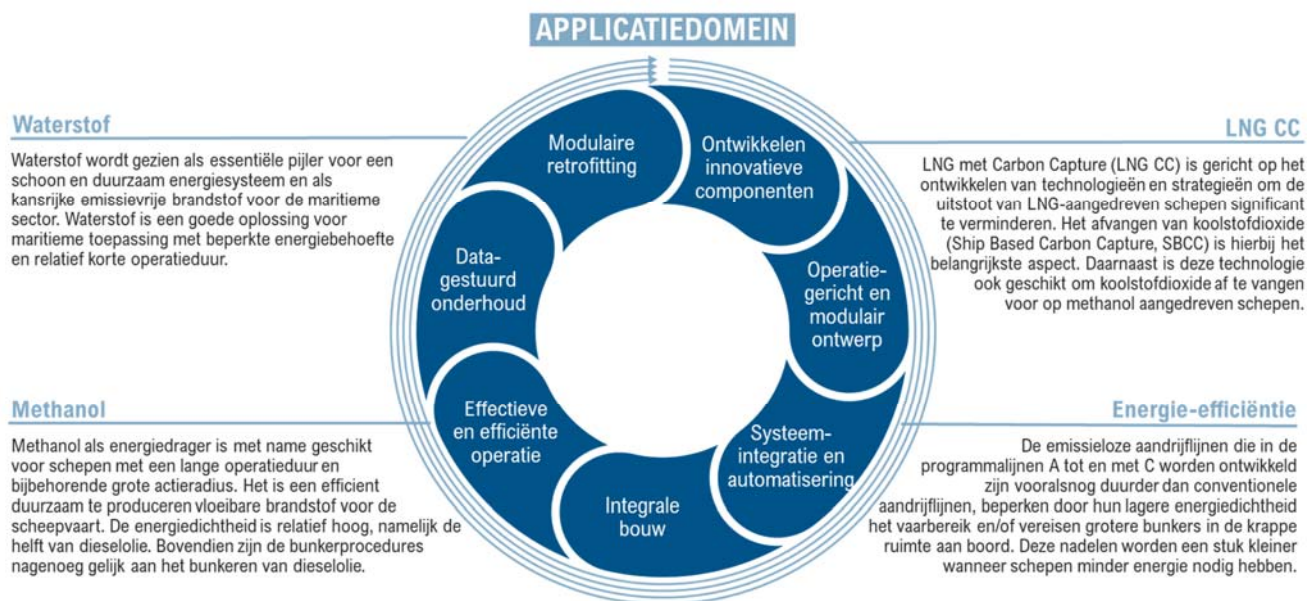 APPLICATIEDOMEIN
Waterstof
Waterstof wordt gezien als essentiële pijler voor een
schoon en duurzaam energiesysteem en als
kansrijke emissievrije brandstof voor de maritieme
sector. Waterstof is een goede oplossing voor
maritieme toepassing met beperkte energiebehoefte
en relatief korte operatieduur.
Methanol
Methanol als energiedrager is met name geschikt
voor schepen met een lange operatieduur en
bijbehorende grote actieradius. Het is een efficient
duurzaam te produceren vloeibare brandstof voor de
scheepvaart. De energiedichtheid is relatief hoog, namelijk de
helft van dieselolie. Bovendien zijn de bunkerprocedures
nagenoeg gelijk aan het bunkeren van dieselolie.
Modulaire
retrofitting
Ontwikkelen
innovatieve
componenten
Operatie-
gericht en
modulair
ontwerp
Systeem-
integratie en
automatisering
Integrale
bouw
Effectieve
en efficiënte
operatie
Data-
gestuurd
onderhoud
LNG CC
LNG met Carbon Capture (LNG CC) is gericht op het
ontwikkelen van technologieën en strategieën om de
uitstoot van LNG-aangedreven schepen significant
te verminderen. Het afvangen van koolstofdioxide
(Ship Based Carbon Capture, SBCC) is hierbij het
belangrijkste aspect. Daarnaast is deze technologie
ook geschikt om koolstofdioxide af te vangen
voor op methanol aangedreven schepen.
Energie-efficiëntie
De emissieloze aandrijflijnen die in de
programmalijnen A tot en met C worden ontwikkeld
zijn vooralsnog duurder dan conventionele
aandrijflijnen, beperken door hun lagere energiedichtheid
het vaarbereik en/of vereisen grotere bunkers in de krappe
ruimte aan boord. Deze nadelen worden een stuk kleiner
wanneer schepen minder energie nodig hebben.